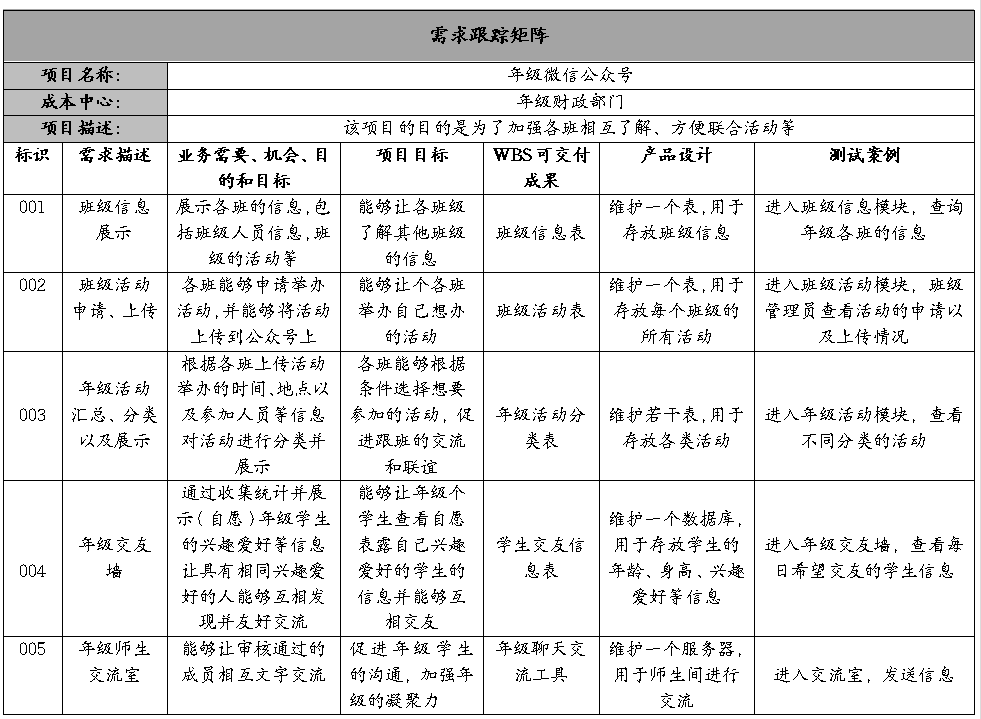 需求跟踪矩阵
项目名称: 年级微信公众号
成本中心: 年级财政部门
项目描述: 该项目的目的是为了加强各班相互了解、方便联合活动等
标识
需求描述
业务需要、机会、目
的和目标
项目目标
WBS可交付
成果
产品设计
测试案例
001
班级信息
展示
展示各班的信息,包
括班级人员信息,班
级的活动等
能够让各班级
了解其他班级
的信息
班级信息表
维护一个表,用于
存放班级信息
进入班级信息模块，查询
年级各班的信息
002
班级活动
申请、上传
各班能够申请举办
活动,并能够将活动
上传到公众号上
能够让个各班
举办自己想办
的活动
班级活动表
维护一个表,用于
存放每个班级的
所有活动
进入班级活动模块，班级
管理员查看活动的申请以
及上传情况
003
年级活动
汇总、分类
以及展示
根据各班上传活动
举办的时间、地点以
及参加人员等信息
对活动进行分类并
展示
各班能够根据
条件选择想要
参加的活动，促
进跟班的交流
和联谊
年级活动分
类表
维护若干表,用于
存放各类活动
进入年级活动模块，查看
不同分类的活动
004
年级交友
墙
通过收集统计并展
示（自愿）年级学生
的兴趣爱好等信息
让具有相同兴趣爱
好的人能够互相发
现并友好交流
能够让年级个
学生查看自愿
表露自己兴趣
爱好的学生的
信息并能够互
相交友
学生交友信
息表
维护一个数据库，
用于存放学生的
年龄、身高、兴趣
爱好等信息
进入年级交友墙，查看每
日希望交友的学生信息
005
年级师生
交流室
能够让审核通过的
成员相互文字交流
促进年级学生
的沟通，加强年
级的凝聚力
年级聊天交
流工具
维护一个服务器，
用于师生间进行
交流
进入交流室，发送信息